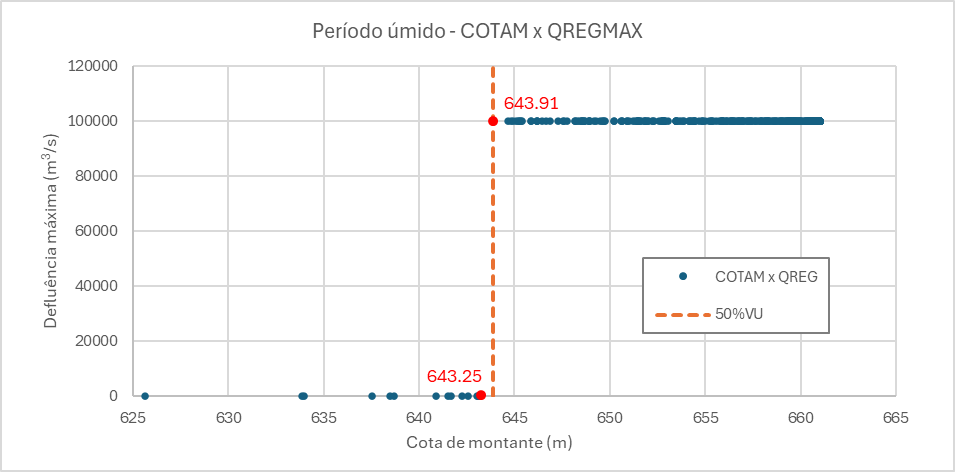 Período úmido - COTAM x QREGMAX
120000
100000
80000
60000
40000
20000
0
Defluência máxima (m³/s)
643.91
643.25
COTAM x QREG
50%VU
625 630 635 640 645 650 655 660 665
Cota de montante (m)